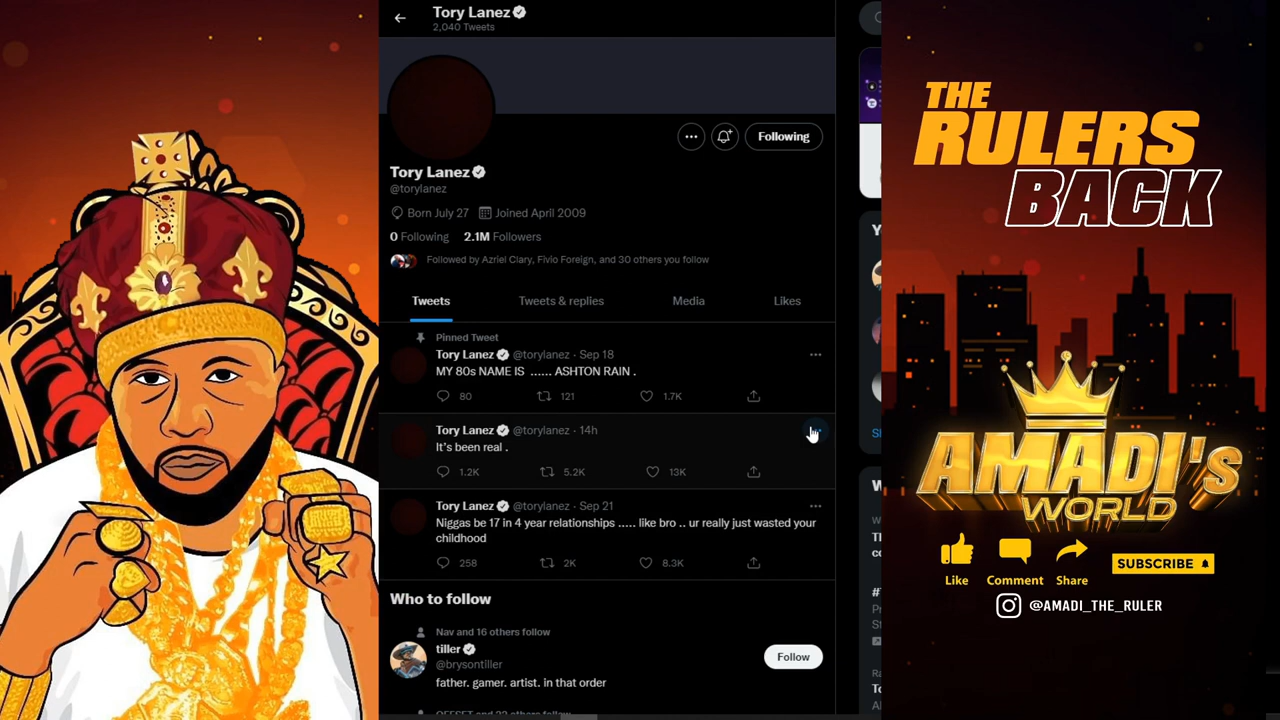 Tory Lanez
2,040 Tweets
Following
Tory Lanez
@torylanez
Born July 27 Joined April 2009
0 Following 2.1M Followers
Followed by Azriel Clary, Fivio Foreign, and 30 others you follow
Tweets Tweets & replies Media Likes
Pinned Tweet
Tory Lanez @torylanez · Sep 18
MY 80s NAME IS ...... ASHTON RAIN .
80 121 1.7K
Tory Lanez @torylanez · 14h
It's been real .
1.2K 5.2K 13K
Tory Lanez @torylanez · Sep 21
Niggas be 17 in 4 year relationships ..... like bro .. ur really just wasted your
childhood
258 2K 8.3K
Who to follow
Nav and 16 others follow
tiller
@brysontiller
Follow
father. gamer. artist. in that order
THE
RULERS
BACK
AMADI's
WORLD
Like Comment Share SUBSCRIBE
@AMADI_THE_RULER